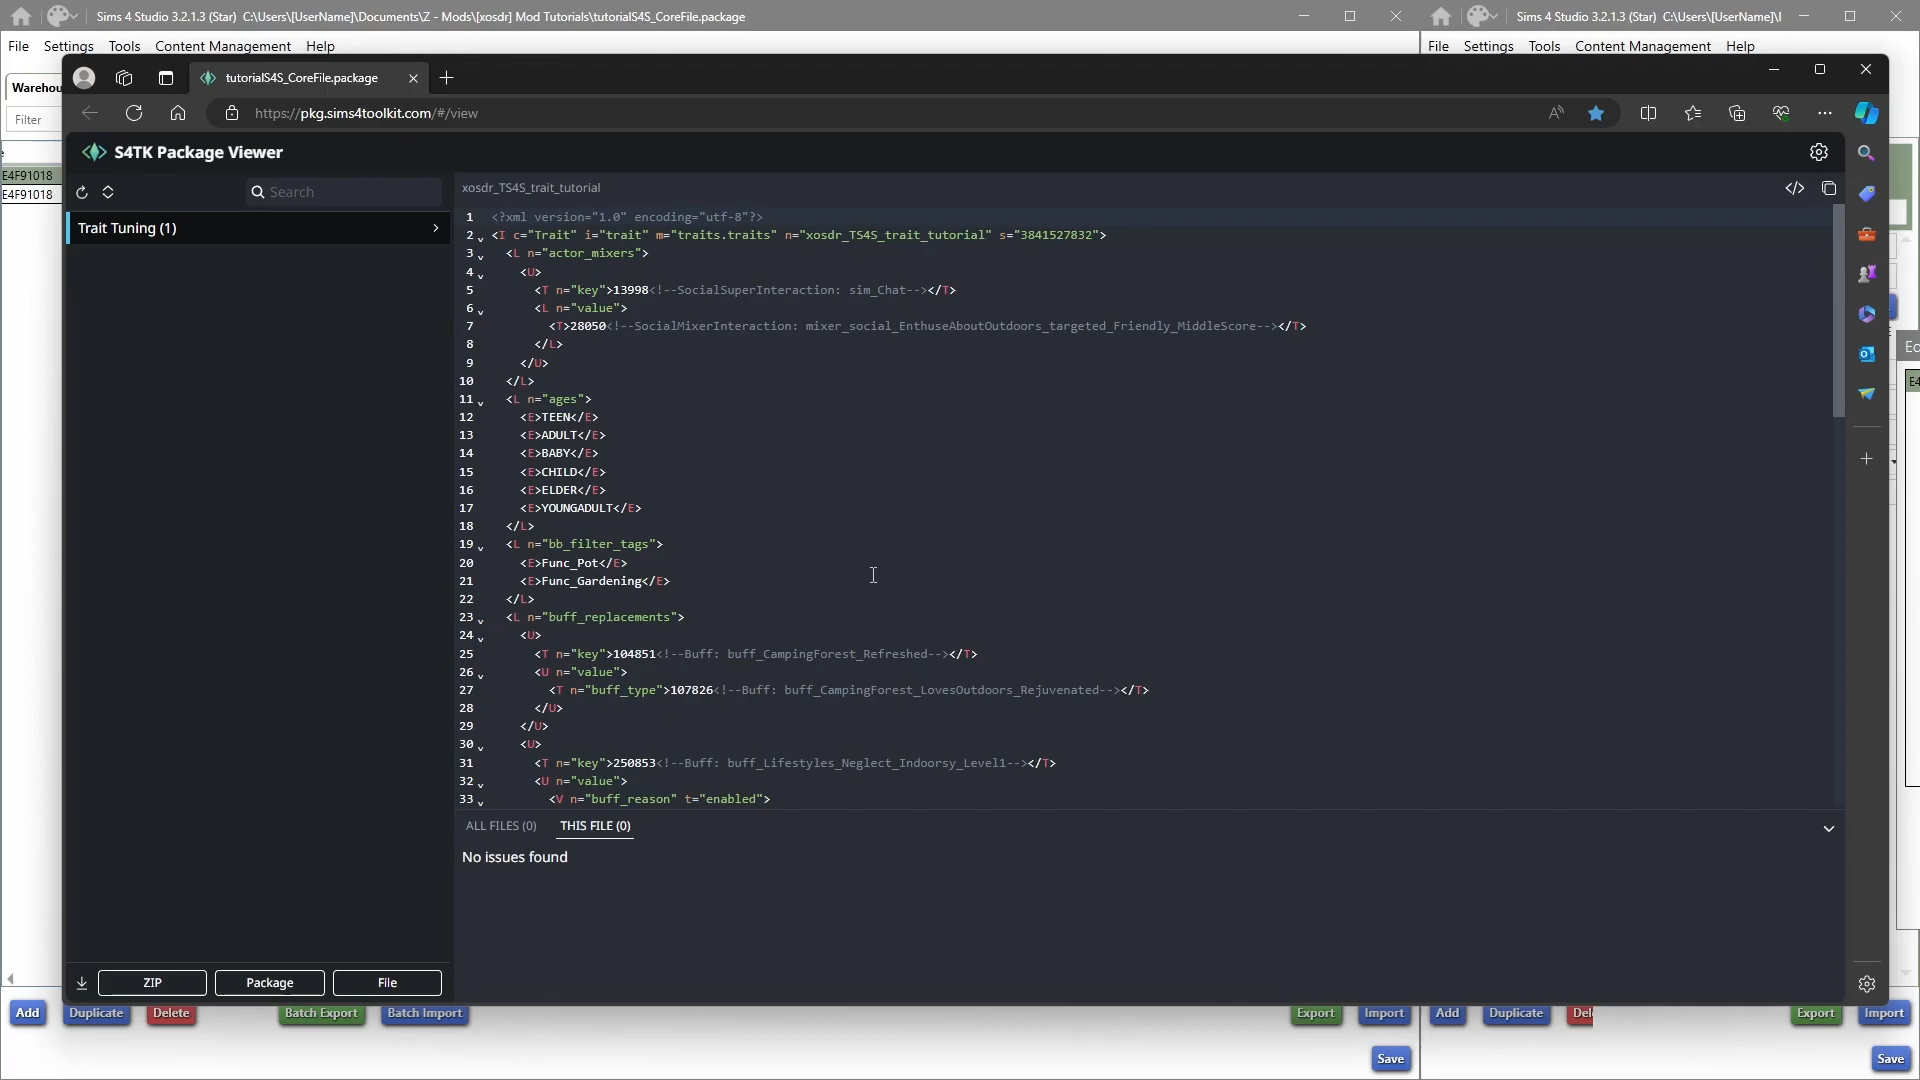 Sims 4 Studio 3.2.1.3 (Star) C:\Users\[UserName]\Documents\Z - Mods\[xosdr] Mod Tutorials\tutorialS4S_CoreFile.package
Sims 4 Studio 3.2.1.3 (Star) C:\Users\[UserName]\I
File Settings Tools Content Management Help
File Settings Tools Content Management Help
Warehou
tutorialS4S_CoreFile.package
Filter
https://pkg.sims4toolkit.com/#/view
S4TK Package Viewer
E4F91018
E4F91018
Search
Trait Tuning (1)
xosdr_TS4S_trait_tutorial
1 <?xml version="1.0" encoding="utf-8"?>
2 <I c="Trait" i="trait" m="traits.traits" n="xosdr_TS4S_trait_tutorial" s="3841527832">
3 <L n="actor_mixers">
4 <U>
5 <T n="key">13998<!--SocialSuperInteraction: sim_Chat--></T>
6 <L n="value">
7 <T>28050<!--SocialMixerInteraction: mixer_social_EnthuseAboutOutdoors_targeted_Friendly_MiddleScore--></T>
8 </L>
9 </U>
10 </L>
11 <L n="ages">
12 <E>TEEN</E>
13 <E>ADULT</E>
14 <E>BABY</E>
15 <E>CHILD</E>
16 <E>ELDER</E>
17 <E>YOUNGADULT</E>
18 </L>
19 <L n="bb_filter_tags">
20 <E>Func_Pot</E>
21 <E>Func_Gardening</E>
22 </L>
23 <L n="buff_replacements">
24 <U>
25 <T n="key">104851<!--Buff: buff_CampingForest_Refreshed--></T>
26 <U n="value">
27 <T n="buff_type">107826<!--Buff: buff_CampingForest_LovesOutdoors_Rejuvenated--></T>
28 </U>
29 </U>
30 <U>
31 <T n="key">250853<!--Buff: buff_Lifestyles_Neglect_Indoorsy_Level1--></T>
32 <U n="value">
33 <V n="buff_reason" t="enabled">
Ec
E4
ALL FILES (0) THIS FILE (0)
No issues found
ZIP Package File
Add Duplicate Delete Batch Export Batch Import Export Import
Add Duplicate Del Export Import
Save
Save